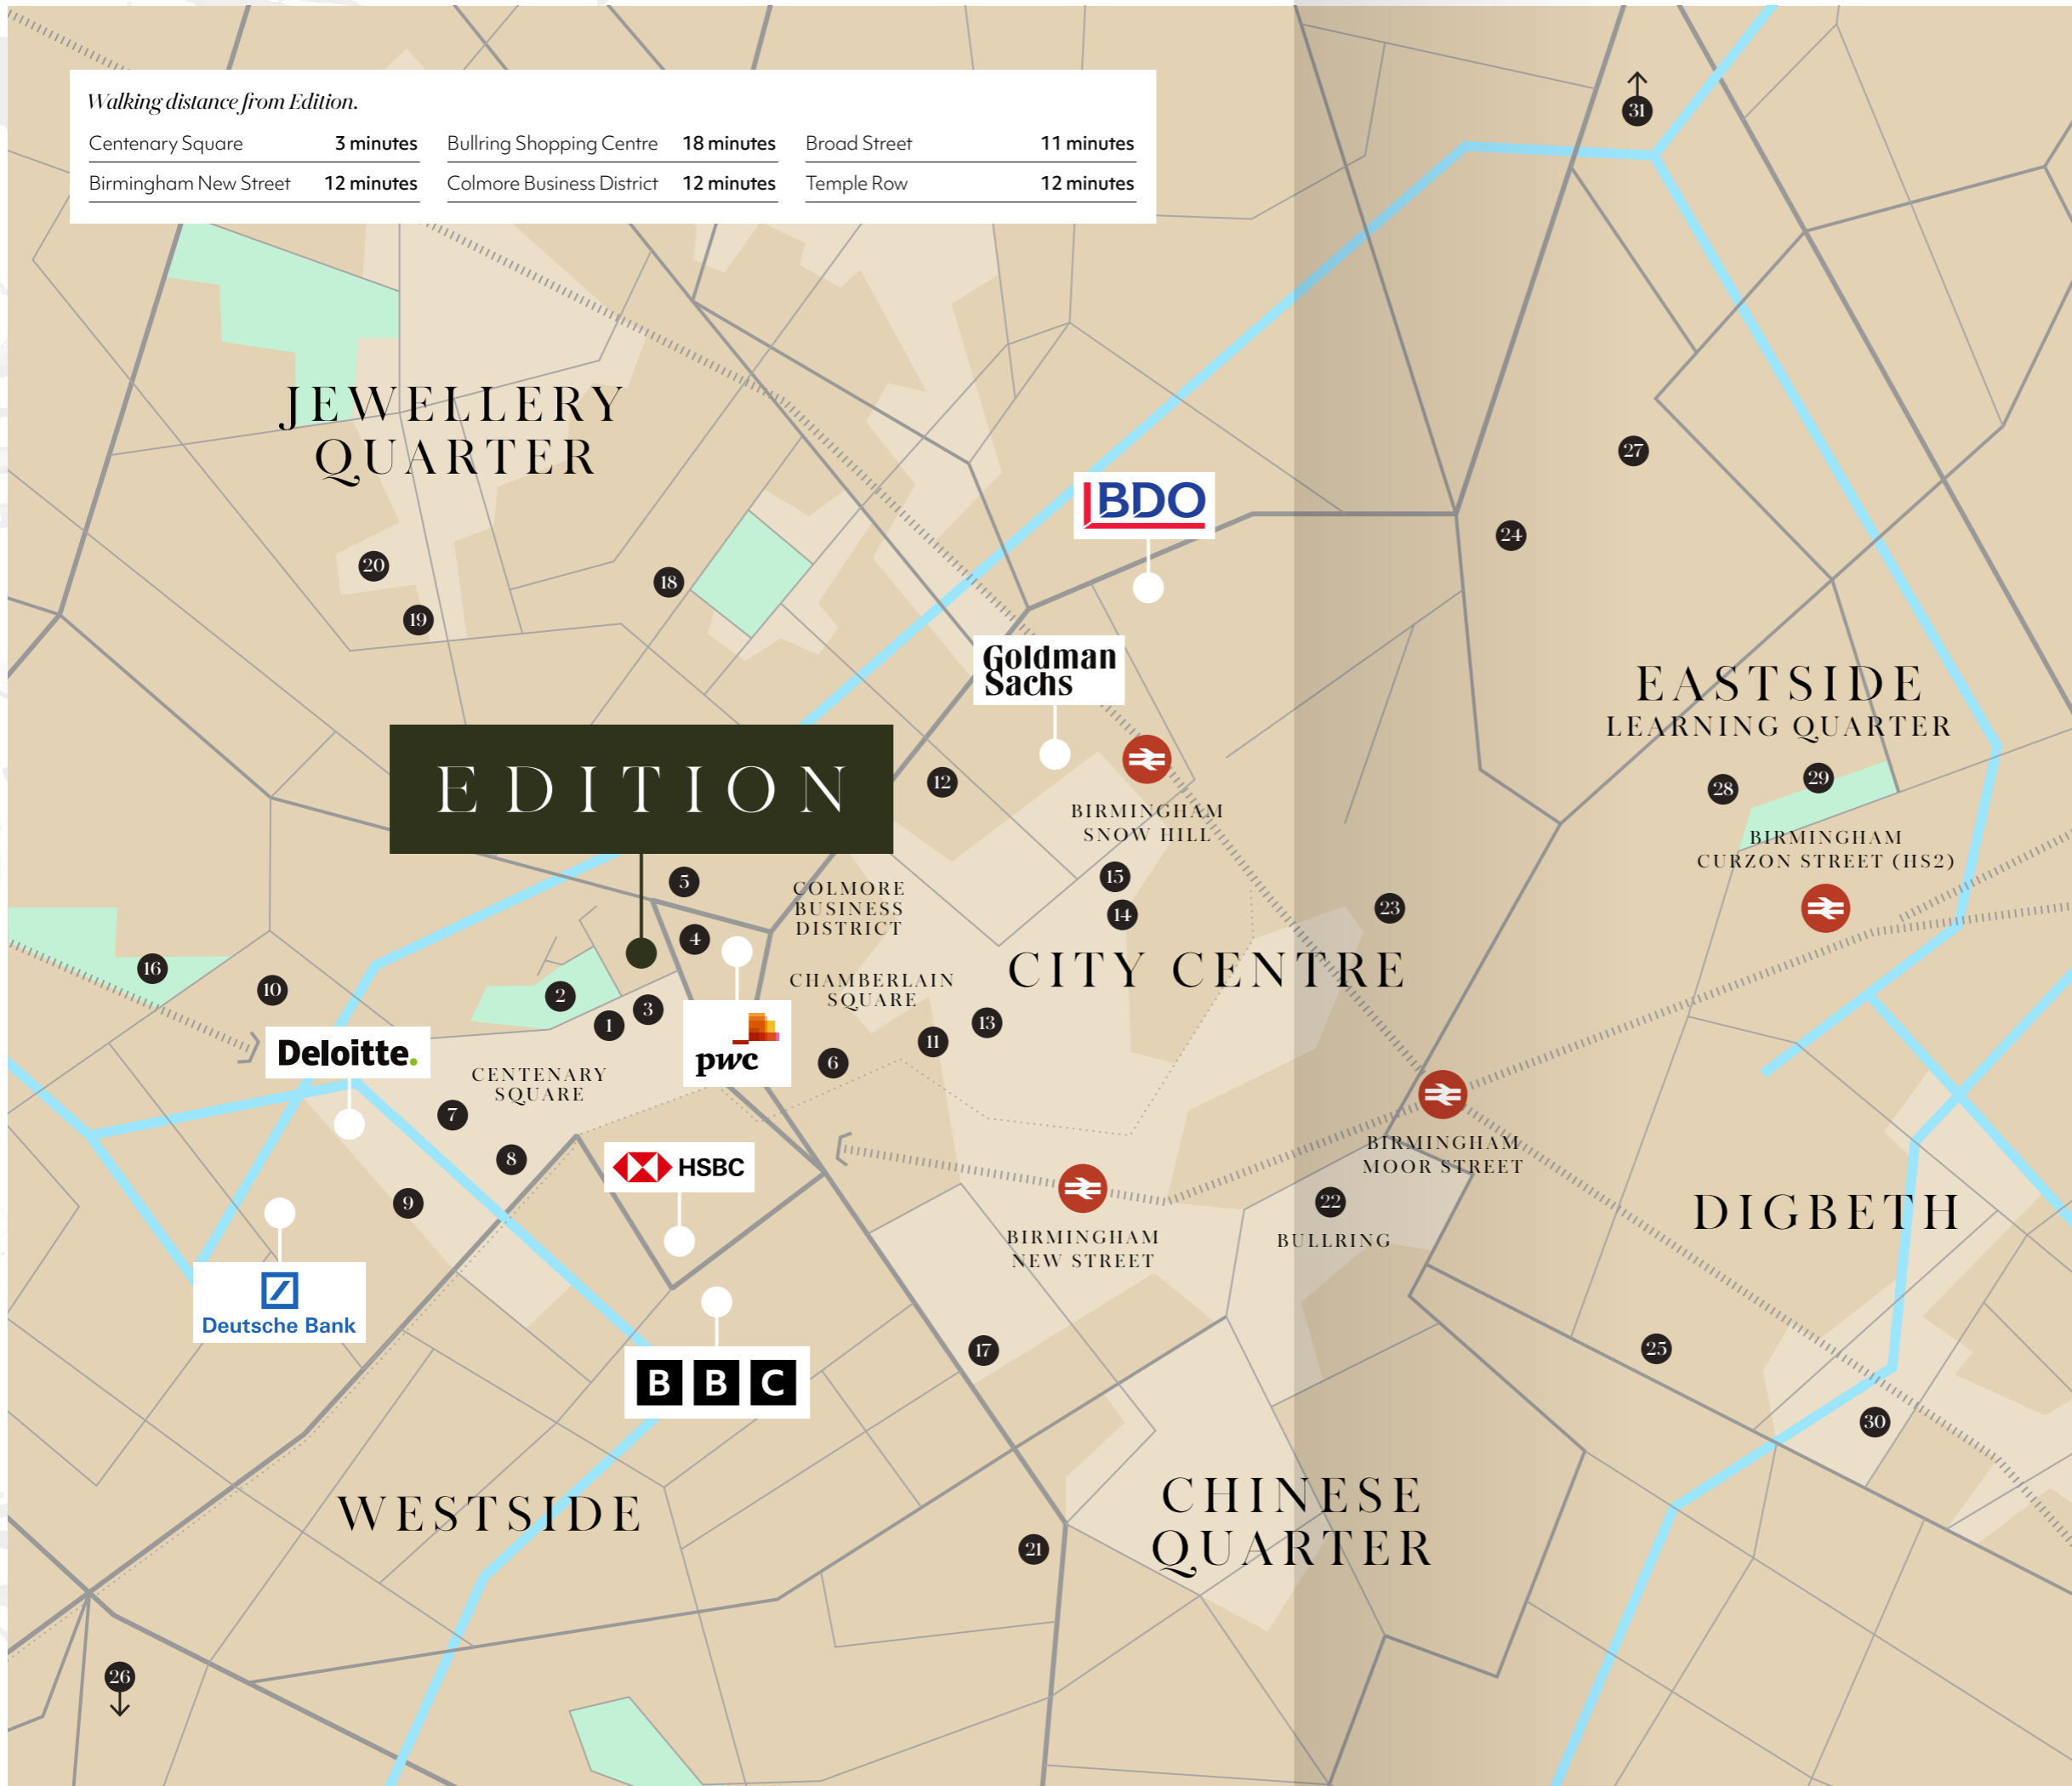 Walking distance from Edition.
Centenary Square 3 minutes Bullring Shopping Centre 18 minutes Broad Street 11 minutes
Birmingham New Street 12 minutes Colmore Business District 12 minutes Temple Row 12 minutes
31
JEWELLERY
QUARTER
27
BDO
24
20
18
19
Goldman
Sachs
EASTSIDE
LEARNING QUARTER
EDITION
12
28
29
BIRMINGHAM
SNOW HILL
BIRMINGHAM
CURZON STREET (HS2)
5
15
COLMORE
BUSINESS
DISTRICT
14
23
4
16
CITY CENTRE
10
2
CHAMBERLAIN
SQUARE
3
1
13
11
Deloitte.
pwc
6
CENTENARY
SQUARE
7
BIRMINGHAM
MOOR STREET
8
HSBC
9
22
DIGBETH
BIRMINGHAM
NEW STREET
BULLRING
Deutsche Bank
17
25
BBC
30
WESTSIDE
CHINESE
QUARTER
21
26